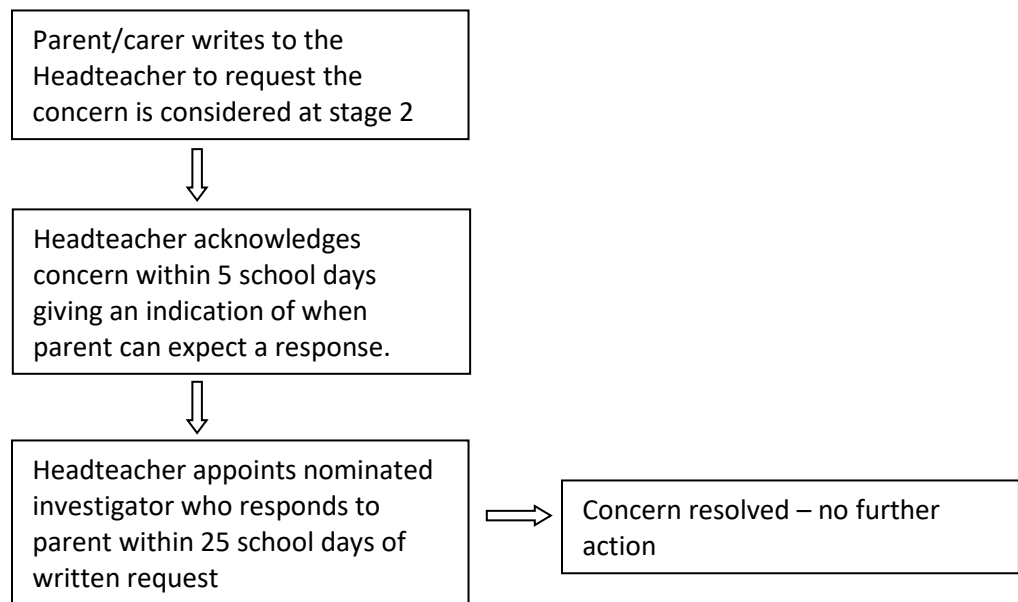 Parent/carer writes to the
Headteacher to request the
concern is considered at stage 2
Headteacher acknowledges
concern within 5 school days
giving an indication of when
parent can expect a response.
Headteacher appoints nominated
investigator who responds to
parent within 25 school days of
written request
Concern resolved – no further
action